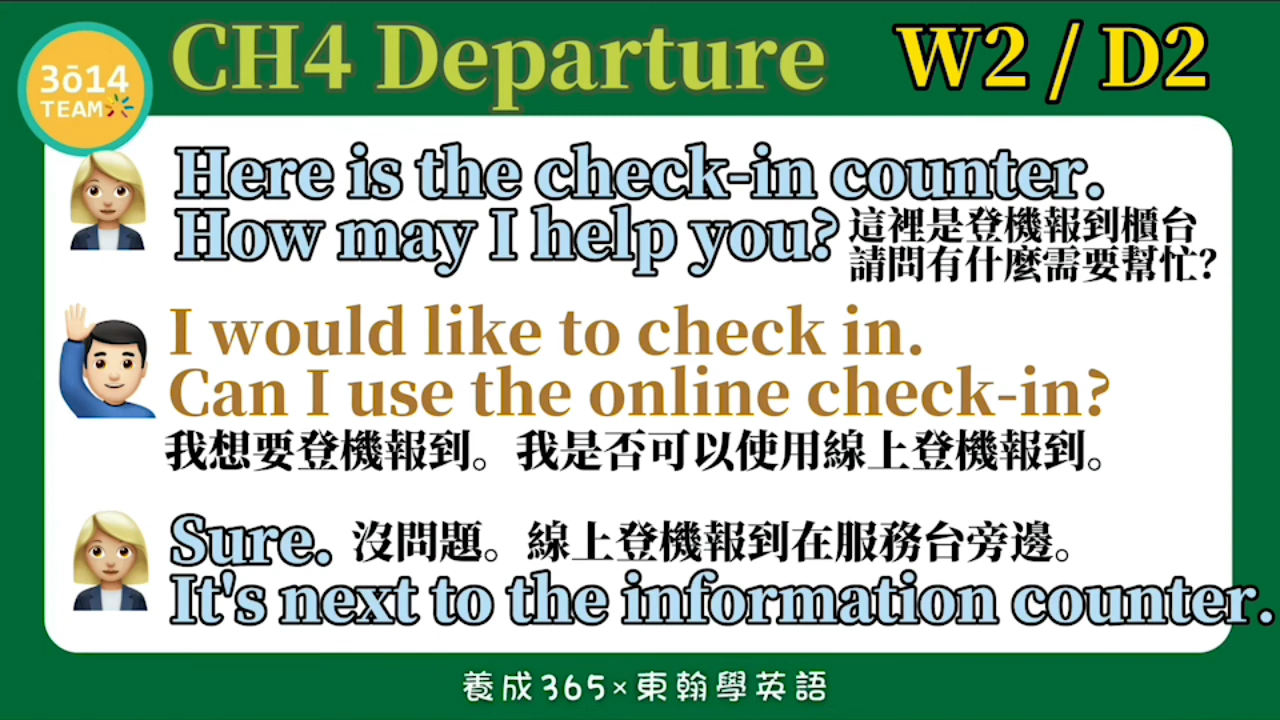 3ō14
TEAM
CH4 Departure
W2 / D2
Here is the check-in counter.
How may I help you?
這裡是登機報到櫃台
請問有什麼需要幫忙?
I would like to check in.
Can I use the online check-in?
我想要登機報到。我是否可以使用線上登機報到。
Sure.
沒問題。線上登機報到在服務台旁邊。
It's next to the information counter.
養成365×東翰學英語